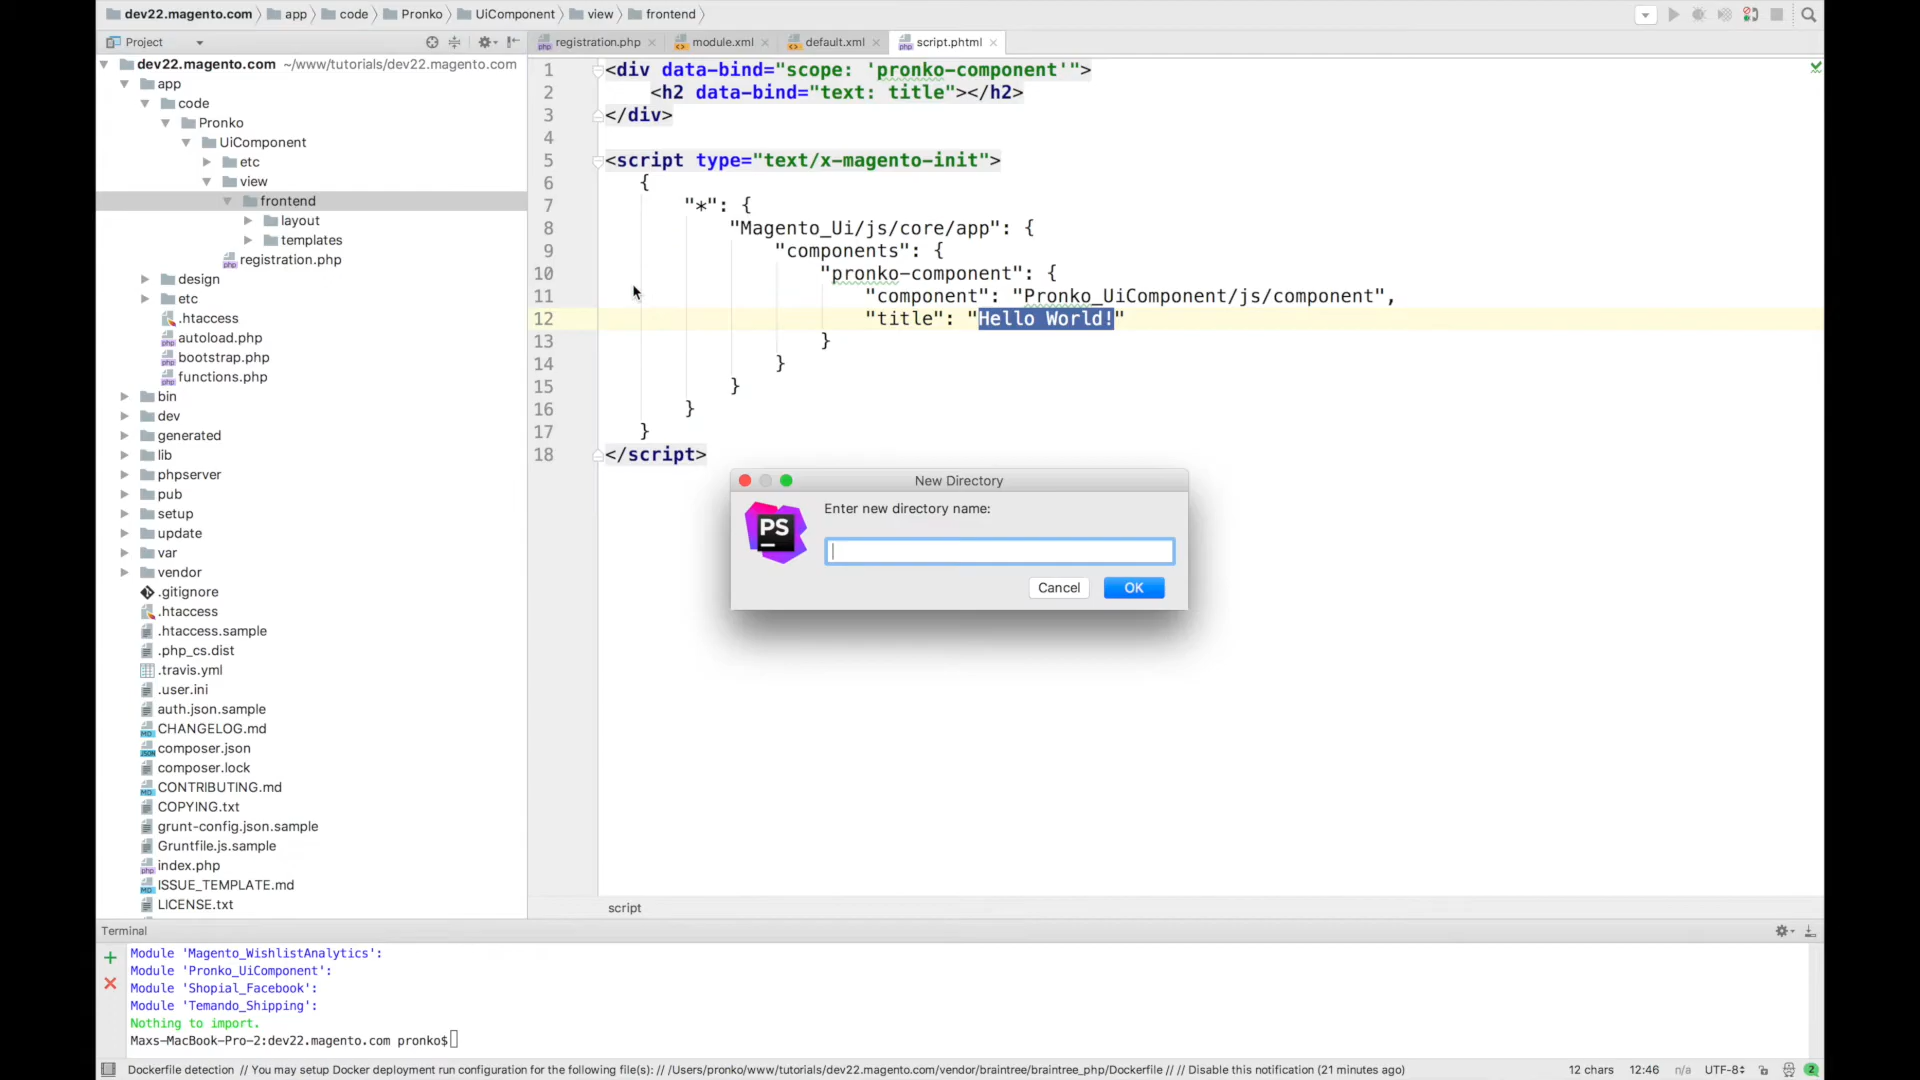 dev22.magento.com app code Pronko UiComponent view frontend
Project
registration.php module.xml default.xml script.phtml
dev22.magento.com ~/www/tutorials/dev22.magento.com
app
code
Pronko
UiComponent
etc
view
frontend
layout
templates
registration.php
design
etc
.htaccess
autoload.php
bootstrap.php
functions.php
bin
dev
generated
lib
phpserver
pub
setup
update
var
vendor
.gitignore
.htaccess
.htaccess.sample
.php_cs.dist
.travis.yml
.user.ini
auth.json.sample
CHANGELOG.md
composer.json
composer.lock
CONTRIBUTING.md
COPYING.txt
grunt-config.json.sample
Gruntfile.js.sample
index.php
ISSUE_TEMPLATE.md
LICENSE.txt
1 <div data-bind="scope: 'pronko-component'">
2 <h2 data-bind="text: title"></h2>
3 </div>
4
5 <script type="text/x-magento-init">
6 {
7 "*": {
8 "Magento_Ui/js/core/app": {
9 "components": {
10 "pronko-component": {
11 "component": "Pronko_UiComponent/js/component",
12 "title": "Hello World!"
13 }
14 }
15 }
16 }
17 }
18 </script>
New Directory
PS
Enter new directory name:
Cancel OK
script
Terminal
Module 'Magento_WishlistAnalytics':
Module 'Pronko_UiComponent':
Module 'Shopial_Facebook':
Module 'Temando_Shipping':
Nothing to import.
Maxs-MacBook-Pro-2:dev22.magento.com pronko$
Dockerfile detection // You may setup Docker deployment run configuration for the following file(s): // /Users/pronko/www/tutorials/dev22.magento.com/vendor/braintree/braintree_php/Dockerfile // // Disable this notification (21 minutes ago) 12 chars 12:46 n/a UTF-8 2